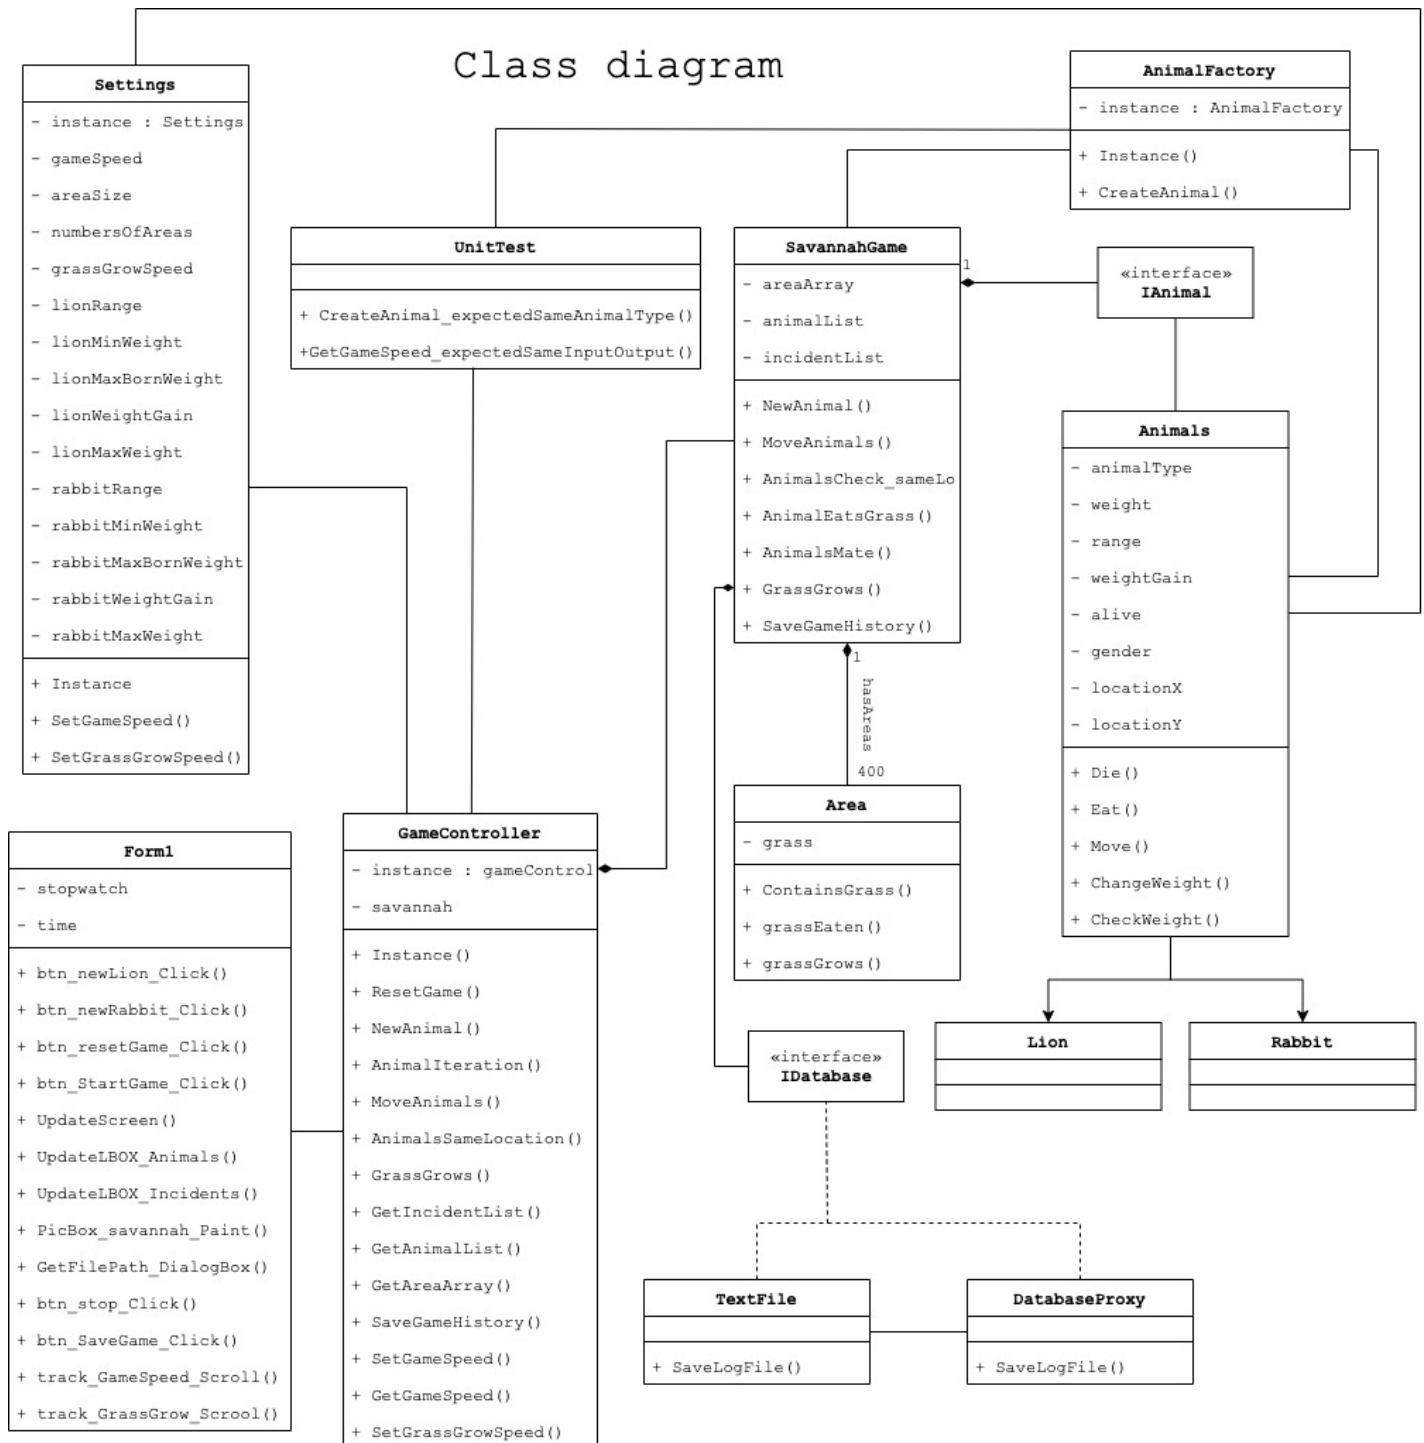 Class diagram
Settings
- instance : Settings
- gameSpeed
- areaSize
- numbersOfAreas
- grassGrowSpeed
- lionRange
- lionMinWeight
- lionMaxBornWeight
- lionWeightGain
- lionMaxWeight
- rabbitRange
- rabbitMinWeight
- rabbitMaxBornWeight
- rabbitWeightGain
- rabbitMaxWeight
+ Instance
+ SetGameSpeed()
+ SetGrassGrowSpeed()
UnitTest
+ CreateAnimal_expectedSameAnimalType()
+GetGameSpeed_expectedSameInputOutput()
AnimalFactory
- instance : AnimalFactory
+ Instance()
+ CreateAnimal()
SavannahGame
- areaArray
- animalList
- incidentList
+ NewAnimal()
+ MoveAnimals()
+ AnimalsCheck_sameLo
+ AnimalEatsGrass()
+ AnimalsMate()
+ GrassGrows()
+ SaveGameHistory()
1
«interface»
IAnimal
Animals
- animalType
- weight
- range
- weightGain
- alive
- gender
- locationX
- locationY
+ Die()
+ Eat()
+ Move()
+ ChangeWeight()
+ CheckWeight()
1
hasAreas
400
Area
- grass
+ ContainsGrass()
+ grassEaten()
+ grassGrows()
Form1
- stopwatch
- time
+ btn_newLion_Click()
+ btn_newRabbit_Click()
+ btn_resetGame_Click()
+ btn_StartGame_Click()
+ UpdateScreen()
+ UpdateLBOX_Animals()
+ UpdateLBOX_Incidents()
+ PicBox_savannah_Paint()
+ GetFilePath_DialogBox()
+ btn_stop_Click()
+ btn_SaveGame_Click()
+ track_GameSpeed_Scroll()
+ track_GrassGrow_Scrool()
GameController
- instance : gameControl
- savannah
+ Instance()
+ ResetGame()
+ NewAnimal()
+ AnimalIteration()
+ MoveAnimals()
+ AnimalsSameLocation()
+ GrassGrows()
+ GetIncidentList()
+ GetAnimalList()
+ GetAreaArray()
+ SaveGameHistory()
+ SetGameSpeed()
+ GetGameSpeed()
+ SetGrassGrowSpeed()
«interface»
IDatabase
Lion
Rabbit
TextFile
+ SaveLogFile()
DatabaseProxy
+ SaveLogFile()